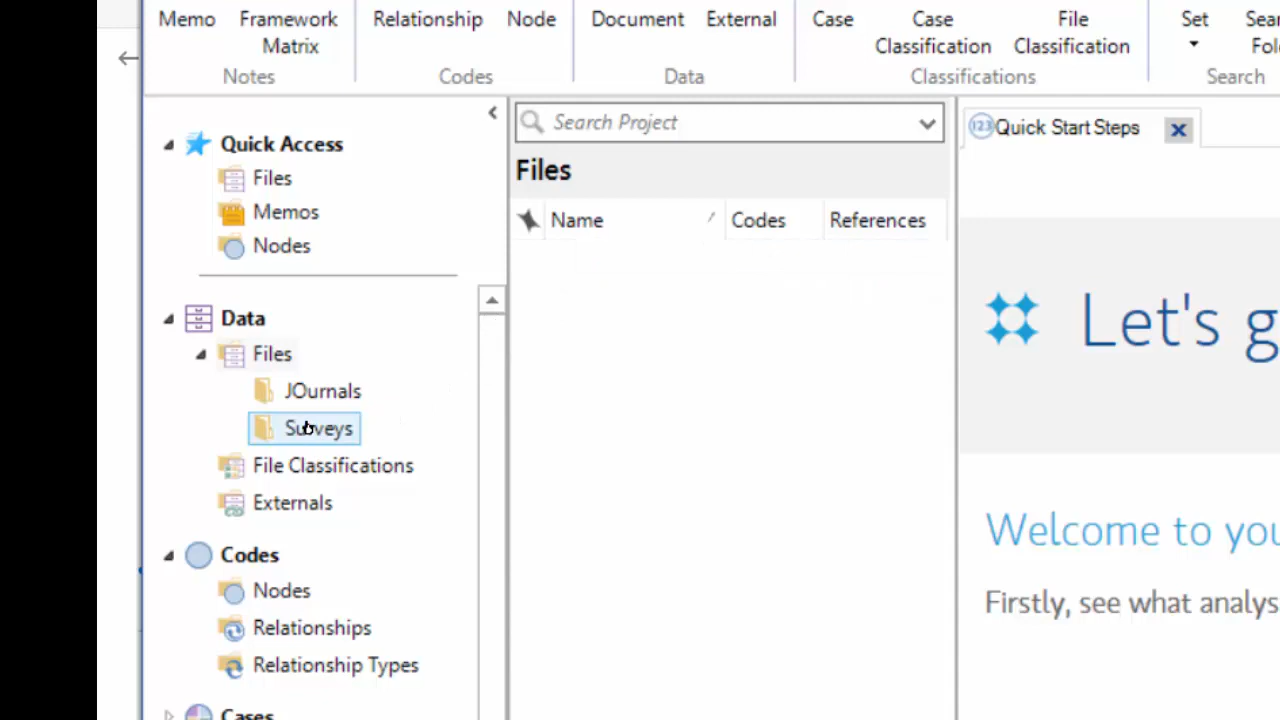 Memo
Framework
Matrix
Relationship
Node
Document
External
Case
Case
Classification
File
Classification
Set
Notes
Codes
Data
Classifications
Search
Quick Access
Files
Memos
Nodes
Data
Files
JOurnals
Surveys
File Classifications
Externals
Codes
Nodes
Relationships
Relationship Types
Cases
Search Project
Files
Name
Codes
References
123
Quick Start Steps
Let's g
Welcome to you
Firstly, see what analys